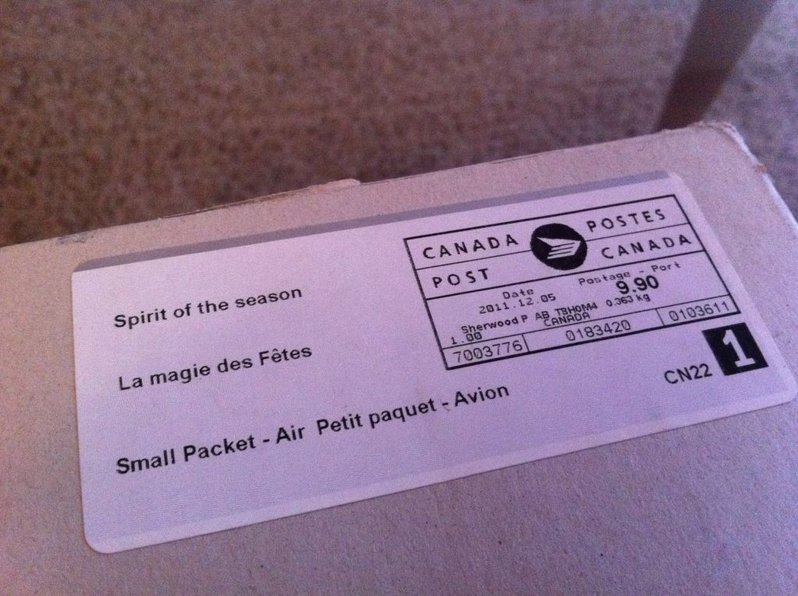 Spirit of the season
La magie des Fêtes
Small Packet - Air Petit paquet - Avion
CANADA POSTES
POST CANADA
Date Postage - Port
2011.12.05 9.90
Sherwood P AB T8H0M4 0.363 kg
1.00 CANADA
7003776 0183420 0103611
CN22 1